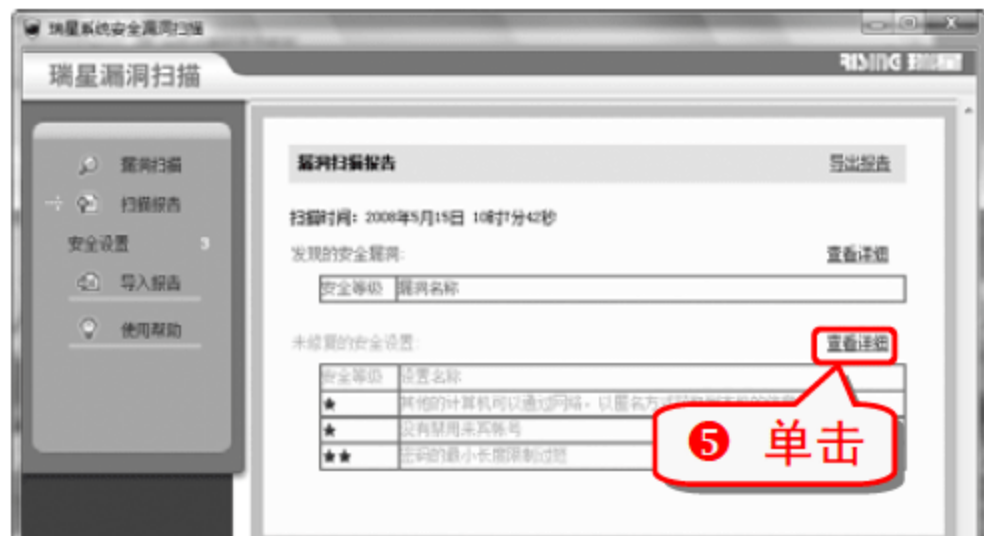 瑞星系统安全漏洞扫描
瑞星漏洞扫描
RISING
漏洞扫描
扫描报告
安全设置 3
导入报告
使用帮助
漏洞扫描报告 导出报告
扫描时间：2008年5月15日 10时7分42秒
发现的安全漏洞: 查看详细
安全等级 漏洞名称
未修复的安全设置: 查看详细
安全等级 设置名称
★ 其他的计算机可以通过网络，以匿名方式
★ 没有禁用来宾帐号
★★ 密码的最小长度限制过短
❺ 单击